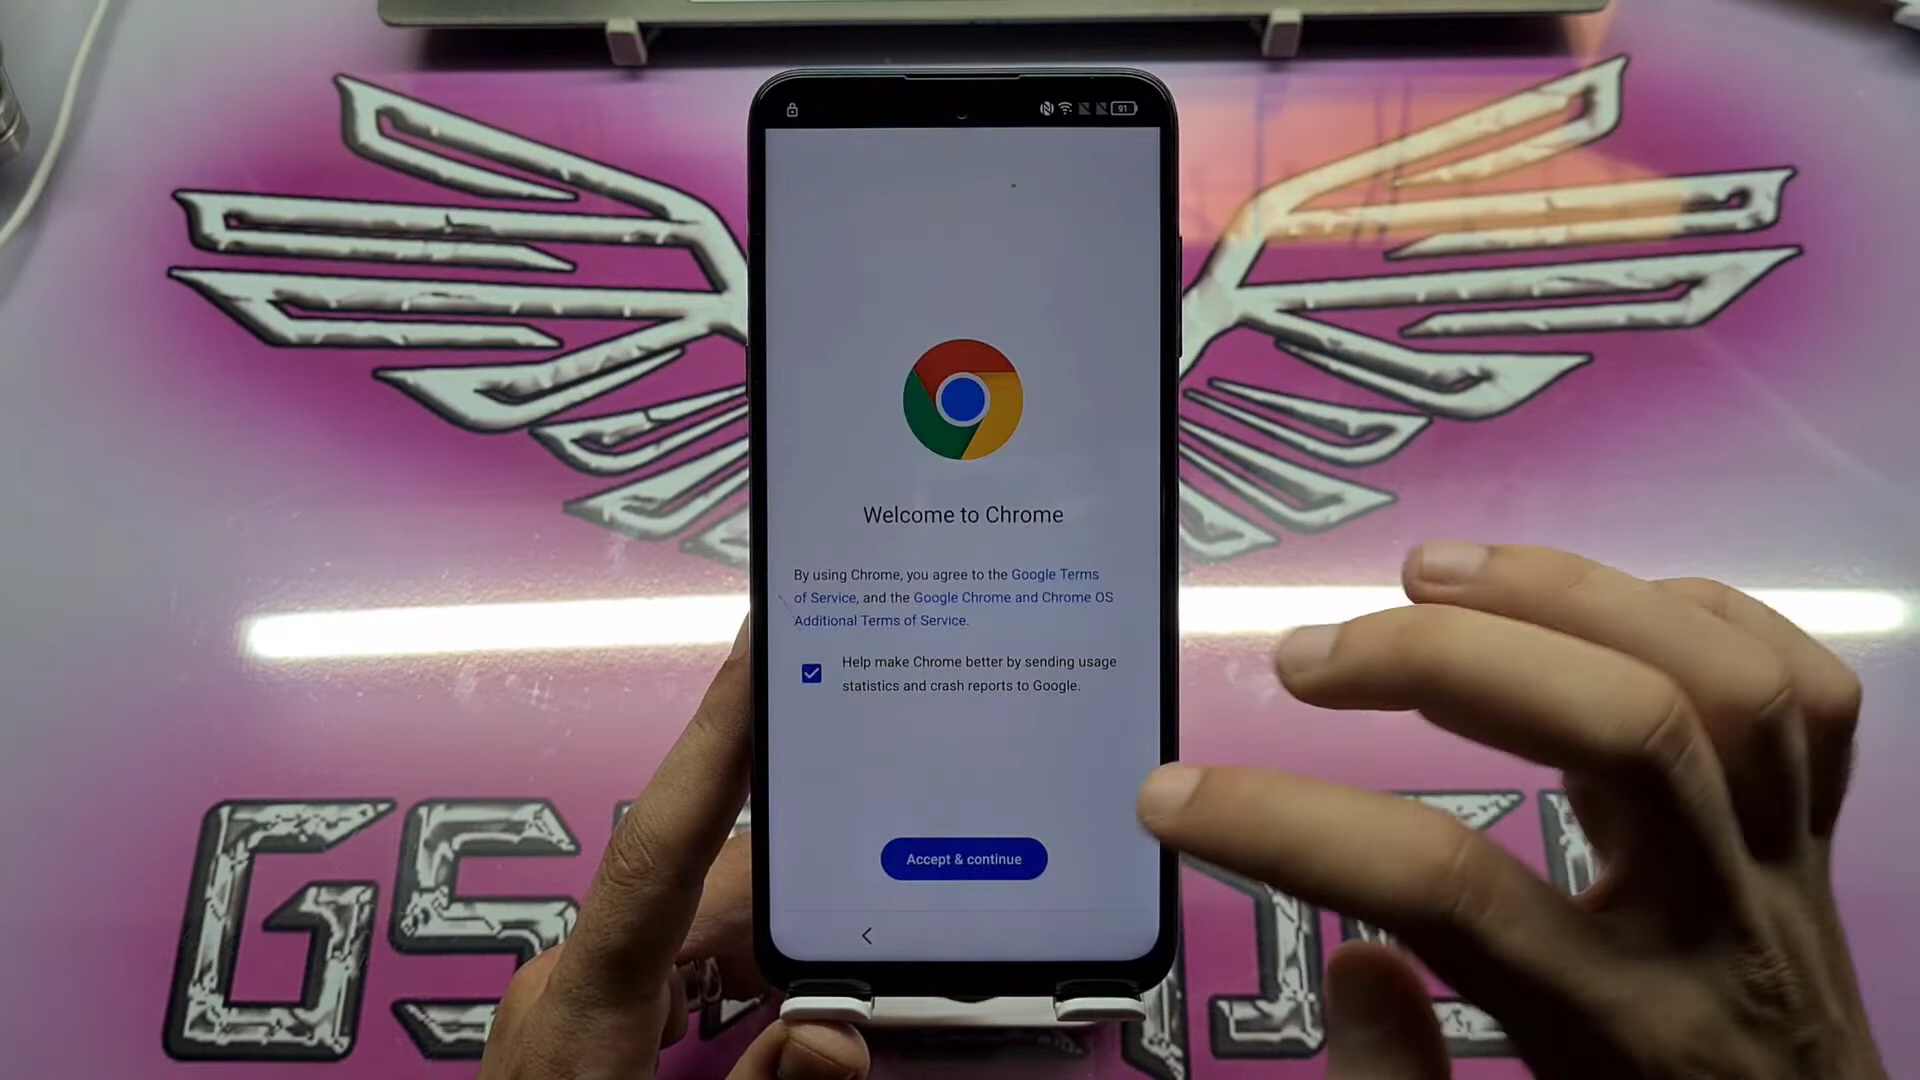 91
Welcome to Chrome
By using Chrome, you agree to the Google Terms
of Service, and the Google Chrome and Chrome OS
Additional Terms of Service.
Help make Chrome better by sending usage
statistics and crash reports to Google.
Accept & continue
GS